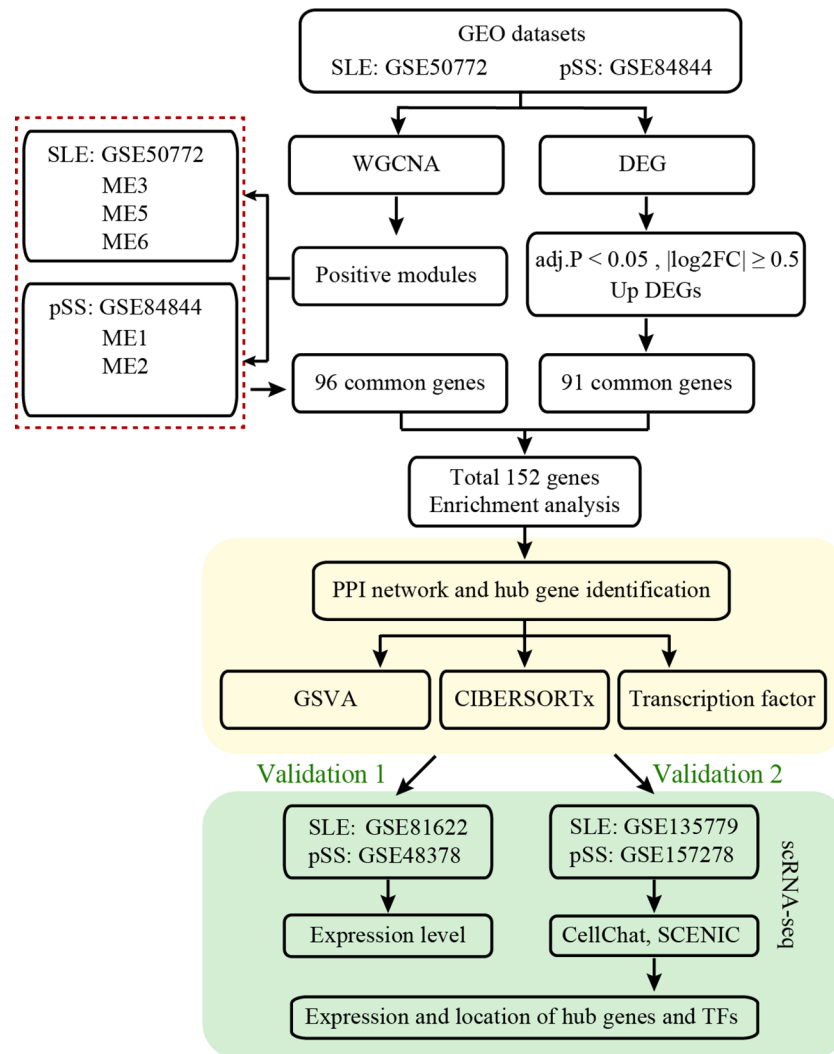 GEO datasets
SLE: GSE50772 pSS: GSE84844
WGCNA
DEG
SLE: GSE50772
ME3
ME5
ME6
Positive modules
adj.P < 0.05 , |log2FC| ≥ 0.5
Up DEGs
pSS: GSE84844
ME1
ME2
96 common genes
91 common genes
Total 152 genes
Enrichment analysis
PPI network and hub gene identification
GSVA
CIBERSORTx
Transcription factor
Validation 1
Validation 2
SLE: GSE81622
pSS: GSE48378
SLE: GSE135779
pSS: GSE157278
scRNA-seq
Expression level
CellChat, SCENIC
Expression and location of hub genes and TFs